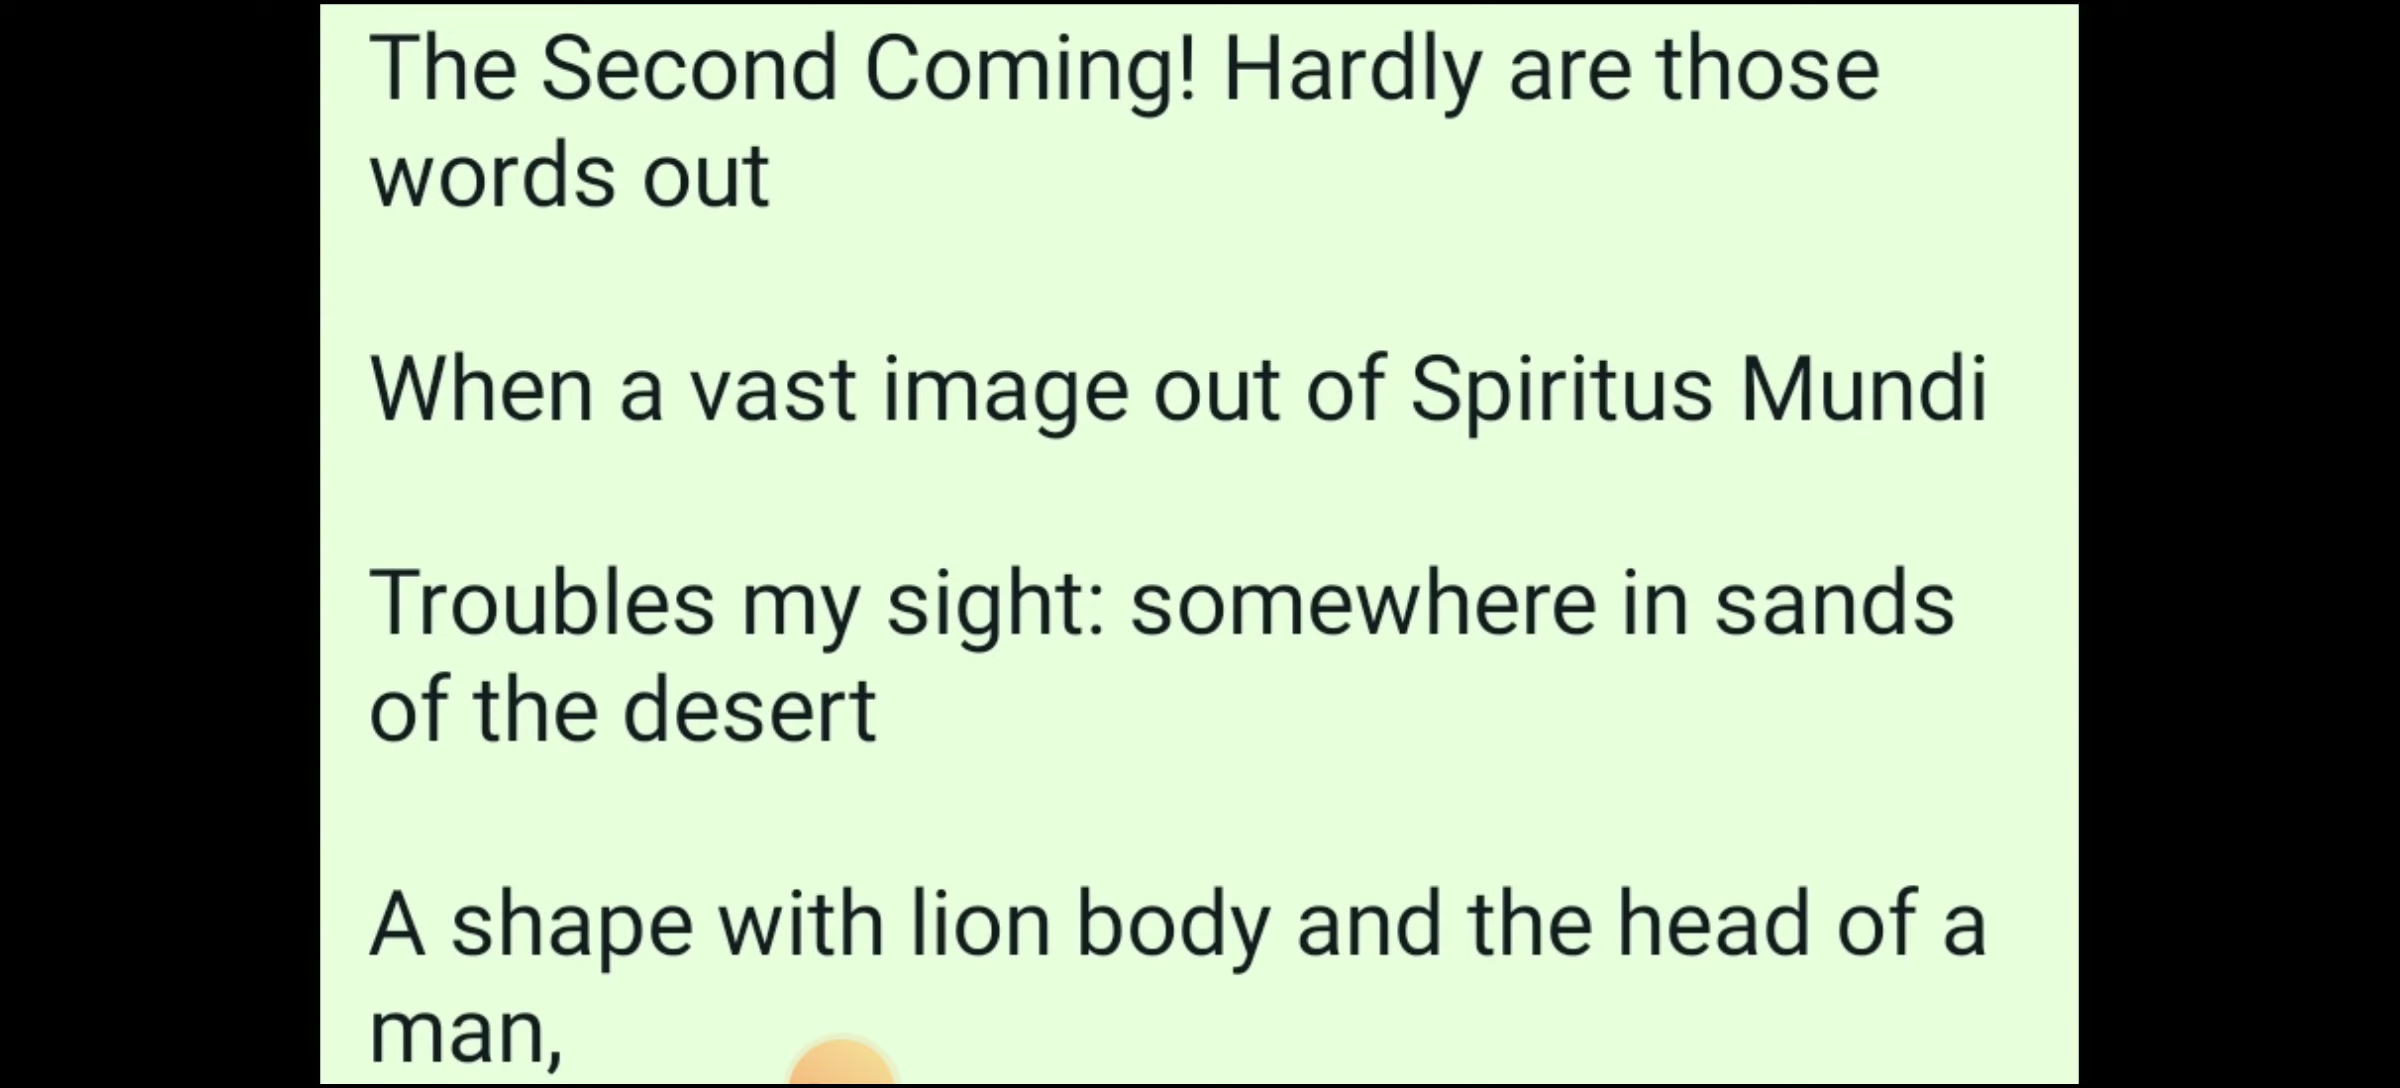 The Second Coming! Hardly are those
words out
When a vast image out of Spiritus Mundi
Troubles my sight: somewhere in sands
of the desert
A shape with lion body and the head of a
man,